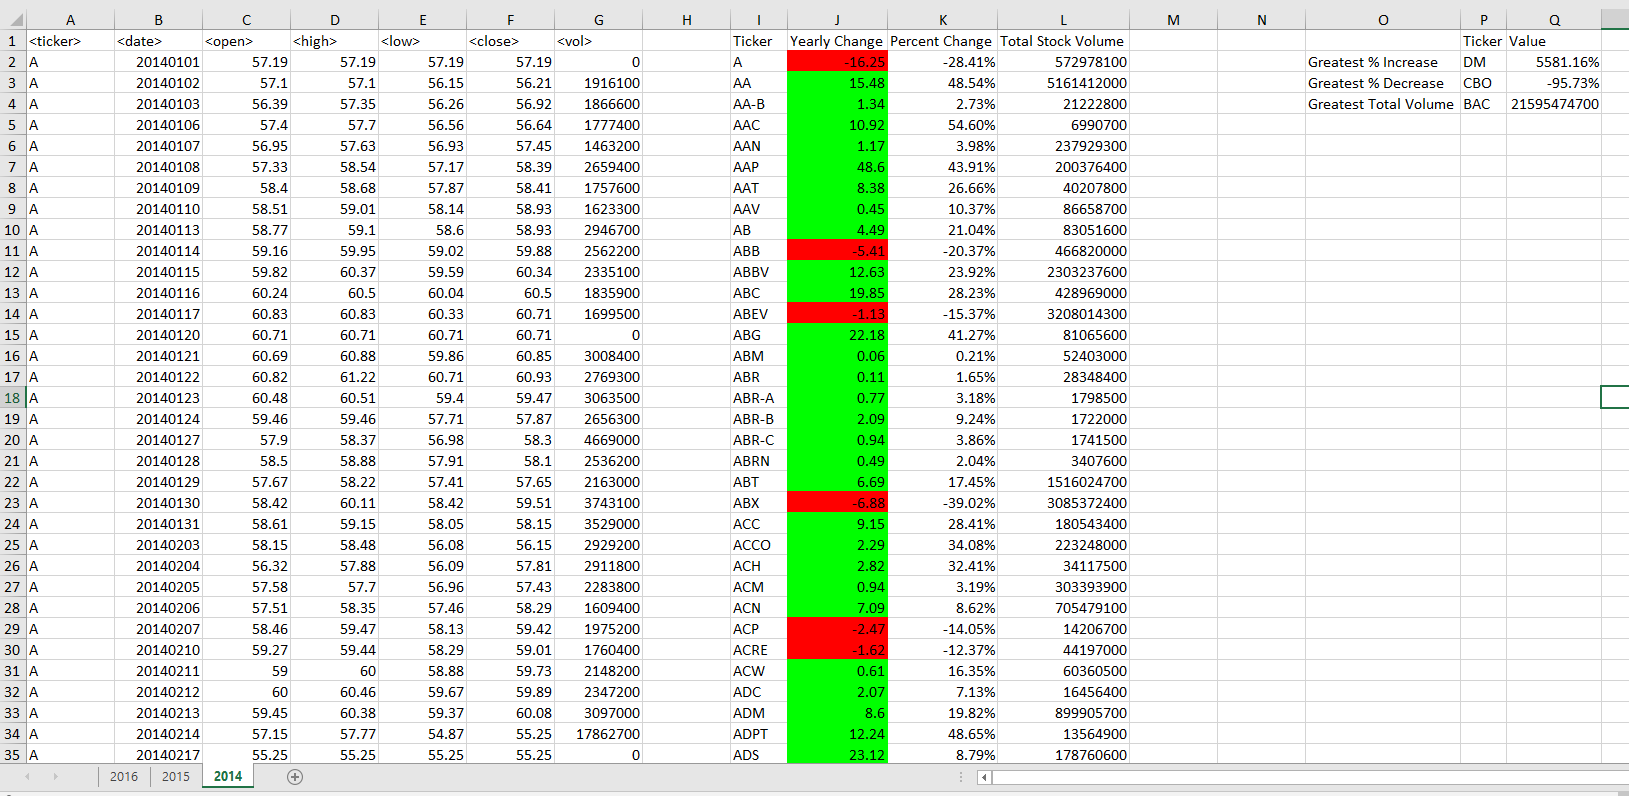 A B C D E F G H I J K L M N O P Q
1 <ticker> <date> <open> <high> <low> <close> <vol> Ticker Yearly Change Percent Change Total Stock Volume Ticker Value
2 A 20140101 57.19 57.19 57.19 57.19 0 A -16.25 -28.41% 572978100 Greatest % Increase DM 5581.16%
3 A 20140102 57.1 57.1 56.15 56.21 1916100 AA 15.48 48.54% 5161412000 Greatest % Decrease CBO -95.73%
4 A 20140103 56.39 57.35 56.26 56.92 1866600 AA-B 1.34 2.73% 21222800 Greatest Total Volume BAC 21595474700
5 A 20140106 57.4 57.7 56.56 56.64 1777400 AAC 10.92 54.60% 6990700
6 A 20140107 56.95 57.63 56.93 57.45 1463200 AAN 1.17 3.98% 237929300
7 A 20140108 57.33 58.54 57.17 58.39 2659400 AAP 48.6 43.91% 200376400
8 A 20140109 58.4 58.68 57.87 58.41 1757600 AAT 8.38 26.66% 40207800
9 A 20140110 58.51 59.01 58.14 58.93 1623300 AAV 0.45 10.37% 86658700
10 A 20140113 58.77 59.1 58.6 58.93 2946700 AB 4.49 21.04% 83051600
11 A 20140114 59.16 59.95 59.02 59.88 2562200 ABB -5.41 -20.37% 466820000
12 A 20140115 59.82 60.37 59.59 60.34 2335100 ABBV 12.63 23.92% 2303237600
13 A 20140116 60.24 60.5 60.04 60.5 1835900 ABC 19.85 28.23% 428969000
14 A 20140117 60.83 60.83 60.33 60.71 1699500 ABEV -1.13 -15.37% 3208014300
15 A 20140120 60.71 60.71 60.71 60.71 0 ABG 22.18 41.27% 81065600
16 A 20140121 60.69 60.88 59.86 60.85 3008400 ABM 0.06 0.21% 52403000
17 A 20140122 60.82 61.22 60.71 60.93 2769300 ABR 0.11 1.65% 28348400
18 A 20140123 60.48 60.51 59.4 59.47 3063500 ABR-A 0.77 3.18% 1798500
19 A 20140124 59.46 59.46 57.71 57.87 2656300 ABR-B 2.09 9.24% 1722000
20 A 20140127 57.9 58.37 56.98 58.3 4669000 ABR-C 0.94 3.86% 1741500
21 A 20140128 58.5 58.88 57.91 58.1 2536200 ABRN 0.49 2.04% 3407600
22 A 20140129 57.67 58.22 57.41 57.65 2163000 ABT 6.69 17.45% 1516024700
23 A 20140130 58.42 60.11 58.42 59.51 3743100 ABX -6.88 -39.02% 3085372400
24 A 20140131 58.61 59.15 58.05 58.15 3529000 ACC 9.15 28.41% 180543400
25 A 20140203 58.15 58.48 56.08 56.15 2929200 ACCO 2.29 34.08% 223248000
26 A 20140204 56.32 57.88 56.09 57.81 2911800 ACH 2.82 32.41% 34117500
27 A 20140205 57.58 57.7 56.96 57.43 2283800 ACM 0.94 3.19% 303393900
28 A 20140206 57.51 58.35 57.46 58.29 1609400 ACN 7.09 8.62% 705479100
29 A 20140207 58.46 59.47 58.13 59.42 1975200 ACP -2.47 -14.05% 14206700
30 A 20140210 59.27 59.44 58.29 59.01 1760400 ACRE -1.62 -12.37% 44197000
31 A 20140211 59 60 58.88 59.73 2148200 ACW 0.61 16.35% 60360500
32 A 20140212 60 60.46 59.67 59.89 2347200 ADC 2.07 7.13% 16456400
33 A 20140213 59.45 60.38 59.37 60.08 3097000 ADM 8.6 19.82% 899905700
34 A 20140214 57.15 57.77 54.87 55.25 17862700 ADPT 12.24 48.65% 13564900
35 A 20140217 55.25 55.25 55.25 55.25 0 ADS 23.12 8.79% 178760600
2016 2015 2014